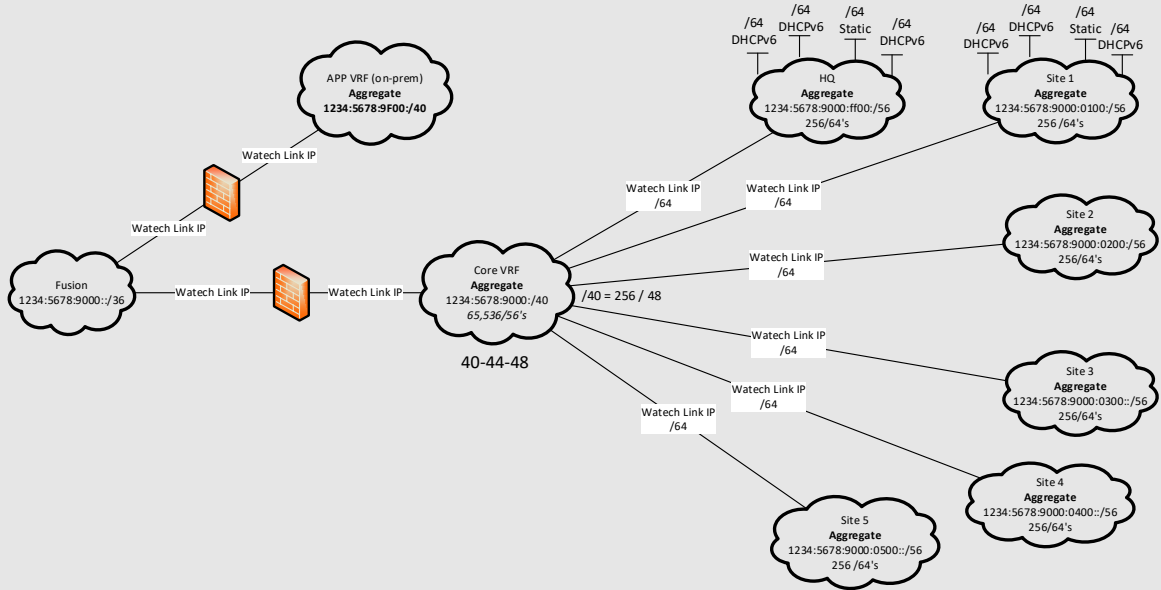 /64
DHCPv6
/64
DHCPv6
/64
Static
/64
DHCPv6
/64
DHCPv6
/64
DHCPv6
/64
Static
/64
DHCPv6
APP VRF (on-prem)
Aggregate
1234:5678:9F00:/40
HQ
Aggregate
1234:5678:9000:ff00:/56
256/64's
Site 1
Aggregate
1234:5678:9000:0100:/56
256 /64's
Watech Link IP
Watech Link IP
Watech Link IP
/64
Watech Link IP
/64
Site 2
Aggregate
1234:5678:9000:0200:/56
256/64's
Watech Link IP
/64
Fusion
1234:5678:9000::/36
Watech Link IP
Watech Link IP
Core VRF
Aggregate
1234:5678:9000:/40
65,536/56's
/40 = 256 / 48
40-44-48
Watech Link IP
/64
Site 3
Aggregate
1234:5678:9000:0300::/56
256/64's
Watech Link IP
/64
Watech Link IP
/64
Site 4
Aggregate
1234:5678:9000:0400::/56
256/64's
Site 5
Aggregate
1234:5678:9000:0500::/56
256 /64's